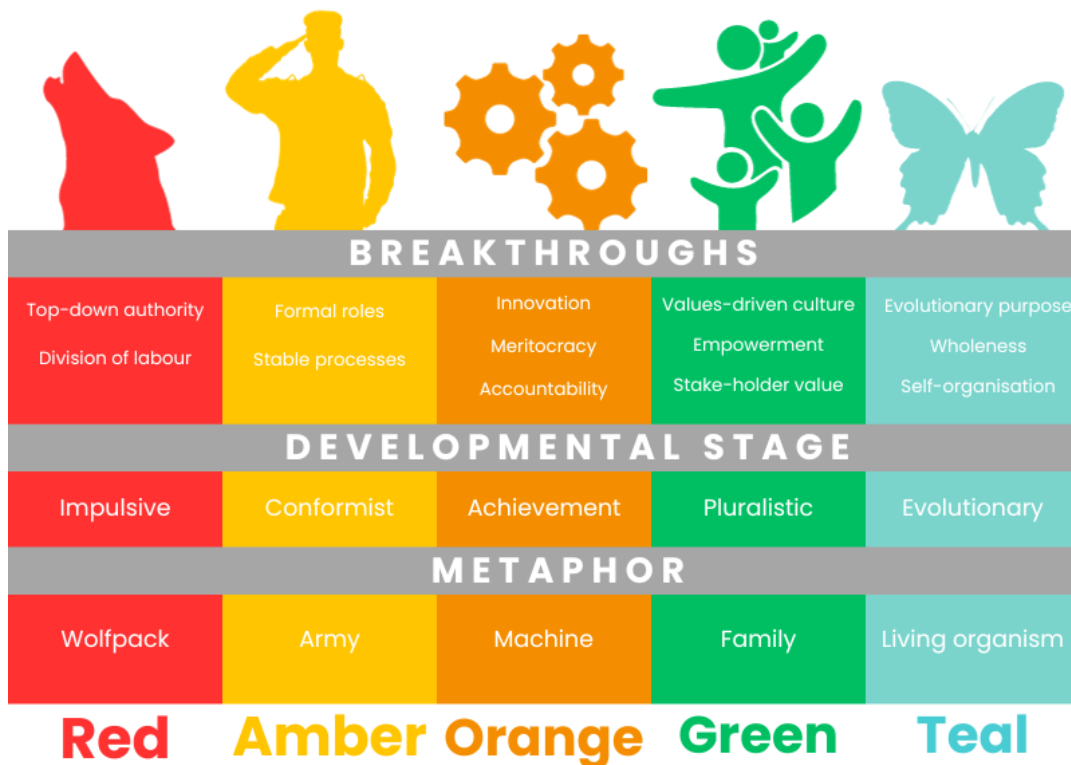 BREAKTHROUGHS
Top-down authority
Division of labour
Formal roles
Stable processes
Innovation
Meritocracy
Accountability
Values-driven culture
Empowerment
Stake-holder value
Evolutionary purpose
Wholeness
Self-organisation
DEVELOPMENTAL STAGE
Impulsive
Conformist
Achievement
Pluralistic
Evolutionary
METAPHOR
Wolfpack
Army
Machine
Family
Living organism
Red
Amber
Orange
Green
Teal